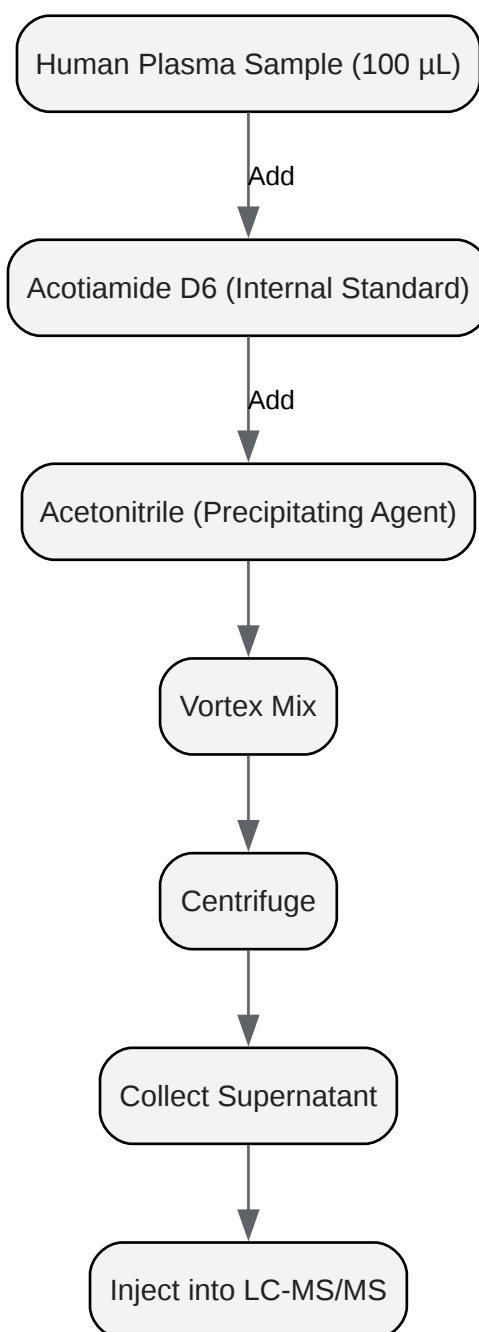 Human Plasma Sample (100 µL)
Add
Acotiamide D6 (Internal Standard)
Add
Acetonitrile (Precipitating Agent)
Vortex Mix
Centrifuge
Collect Supernatant
Inject into LC-MS/MS